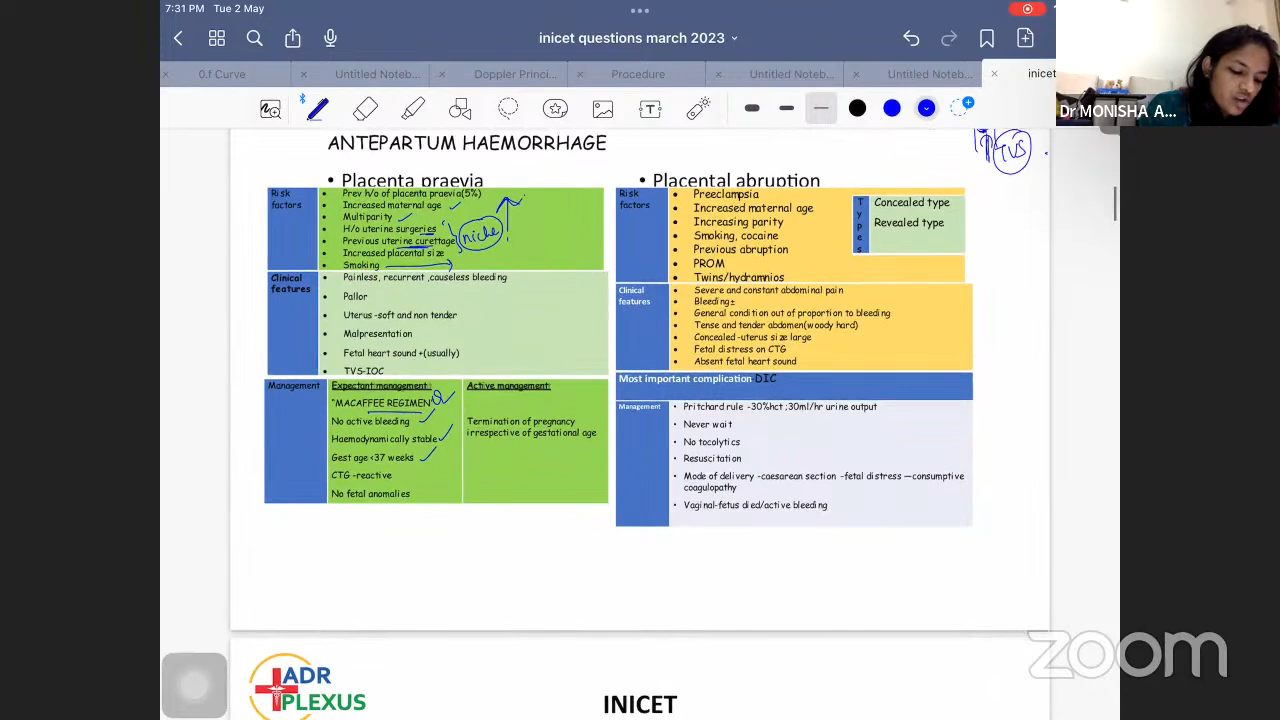 7:31 PM Tue 2 May
inicet questions march 2023
0.f Curve
Untitled Noteb...
Doppler Princi...
Procedure
Untitled Noteb...
Untitled Noteb...
inicet
Dr MONISHA A...
TVS
ANTEPARTUM HAEMORRHAGE
• Placenta praevia
Risk factors
• Prev h/o of placenta praevia(5%)
• Increased maternal age
• Multiparity
• H/o uterine surgeries
• Previous uterine curettage
• Increased placental size
• Smoking
niche
Clinical features
• Painless, recurrent ,causeless bleeding
• Pallor
• Uterus -soft and non tender
• Malpresentation
• Fetal heart sound +(usually)
• TVS-IOC
Management
Expectant management
"MACAFFEE REGIMEN"
No active bleeding
Haemodynamically stable
Gest age <37 weeks
CTG -reactive
No fetal anomalies
Active management
Termination of pregnancy
irrespective of gestational age
• Placental abruption
Risk factors
• Preeclampsia
• Increased maternal age
• Increasing parity
• Smoking, cocaine
• Previous abruption
• PROM
• Twins/hydramnios
Types
Concealed type
Revealed type
Clinical features
• Severe and constant abdominal pain
• Bleeding±
• General condition out of proportion to bleeding
• Tense and tender abdomen(woody hard)
• Concealed -uterus size large
• Fetal distress on CTG
• Absent fetal heart sound
Most important complication DIC
Management
• Pritchard rule -30%hct ;30ml/hr urine output
• Never wait
• No tocolytics
• Resuscitation
• Mode of delivery -caesarean section -fetal distress —consumptive
coagulopathy
• Vaginal-fetus died/active bleeding
zoom
ADR
PLEXUS
INICET